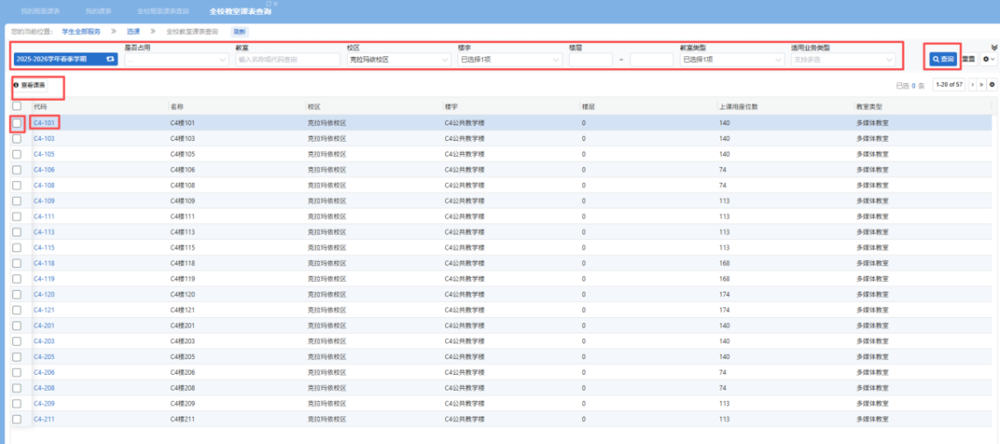 我的班级课表 我的课表 全校班级课表查询 全校教室课表查询
您的当前位置: 学生全部服务 » 选课 » 全校教室课表查询 刷新
是否占用 教室 校区 楼宇 楼层 教室类型 适用业务类型
2025-2026学年春季学期 ... 输入名称或代码查询 克拉玛依校区 已选择1项 - 已选择1项 支持多选 查询 重置
查看课表 已选 0 条 1-20 of 57
代码 名称 校区 楼宇 楼层 上课用座位数 教室类型
C4-101 C4楼101 克拉玛依校区 C4公共教学楼 0 140 多媒体教室
C4-103 C4楼103 克拉玛依校区 C4公共教学楼 0 140 多媒体教室
C4-105 C4楼105 克拉玛依校区 C4公共教学楼 0 140 多媒体教室
C4-106 C4楼106 克拉玛依校区 C4公共教学楼 0 74 多媒体教室
C4-108 C4楼108 克拉玛依校区 C4公共教学楼 0 74 多媒体教室
C4-109 C4楼109 克拉玛依校区 C4公共教学楼 0 113 多媒体教室
C4-111 C4楼111 克拉玛依校区 C4公共教学楼 0 113 多媒体教室
C4-113 C4楼113 克拉玛依校区 C4公共教学楼 0 113 多媒体教室
C4-115 C4楼115 克拉玛依校区 C4公共教学楼 0 113 多媒体教室
C4-118 C4楼118 克拉玛依校区 C4公共教学楼 0 168 多媒体教室
C4-119 C4楼119 克拉玛依校区 C4公共教学楼 0 168 多媒体教室
C4-120 C4楼120 克拉玛依校区 C4公共教学楼 0 174 多媒体教室
C4-121 C4楼121 克拉玛依校区 C4公共教学楼 0 174 多媒体教室
C4-201 C4楼201 克拉玛依校区 C4公共教学楼 0 140 多媒体教室
C4-203 C4楼203 克拉玛依校区 C4公共教学楼 0 140 多媒体教室
C4-205 C4楼205 克拉玛依校区 C4公共教学楼 0 140 多媒体教室
C4-206 C4楼206 克拉玛依校区 C4公共教学楼 0 74 多媒体教室
C4-208 C4楼208 克拉玛依校区 C4公共教学楼 0 74 多媒体教室
C4-209 C4楼209 克拉玛依校区 C4公共教学楼 0 113 多媒体教室
C4-211 C4楼211 克拉玛依校区 C4公共教学楼 0 113 多媒体教室